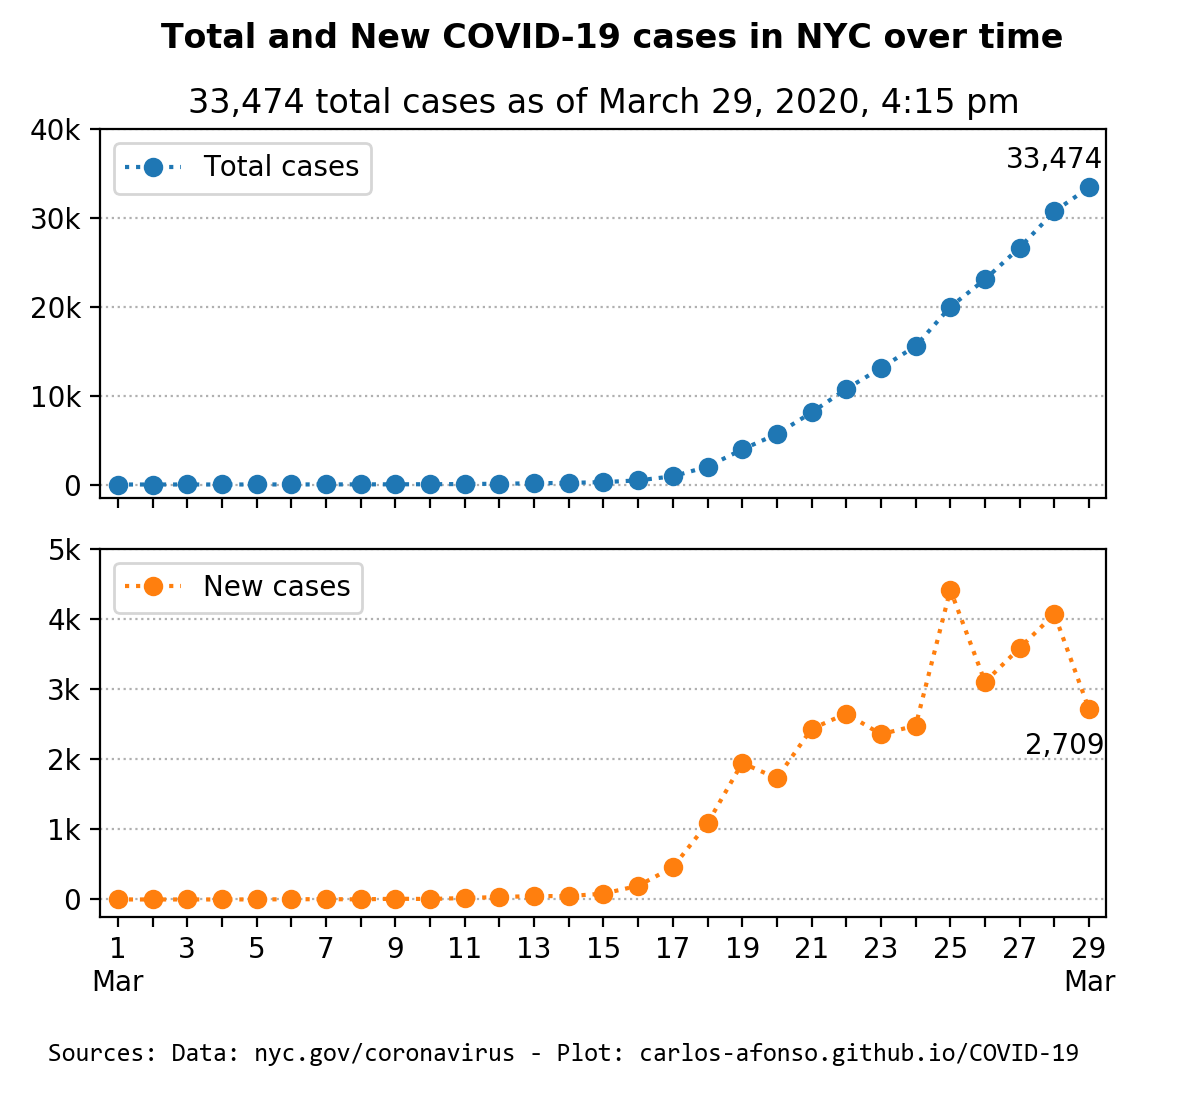 Total and New COVID-19 cases in NYC over time
33,474 total cases as of March 29, 2020, 4:15 pm
40k
Total cases
33,474
30k
20k
10k
0
5k
New cases
4k
3k
2,709
2k
1k
0
1 3 5 7 9 11 13 15 17 19 21 23 25 27 29
Mar Mar
Sources: Data: nyc.gov/coronavirus - Plot: carlos-afonso.github.io/COVID-19